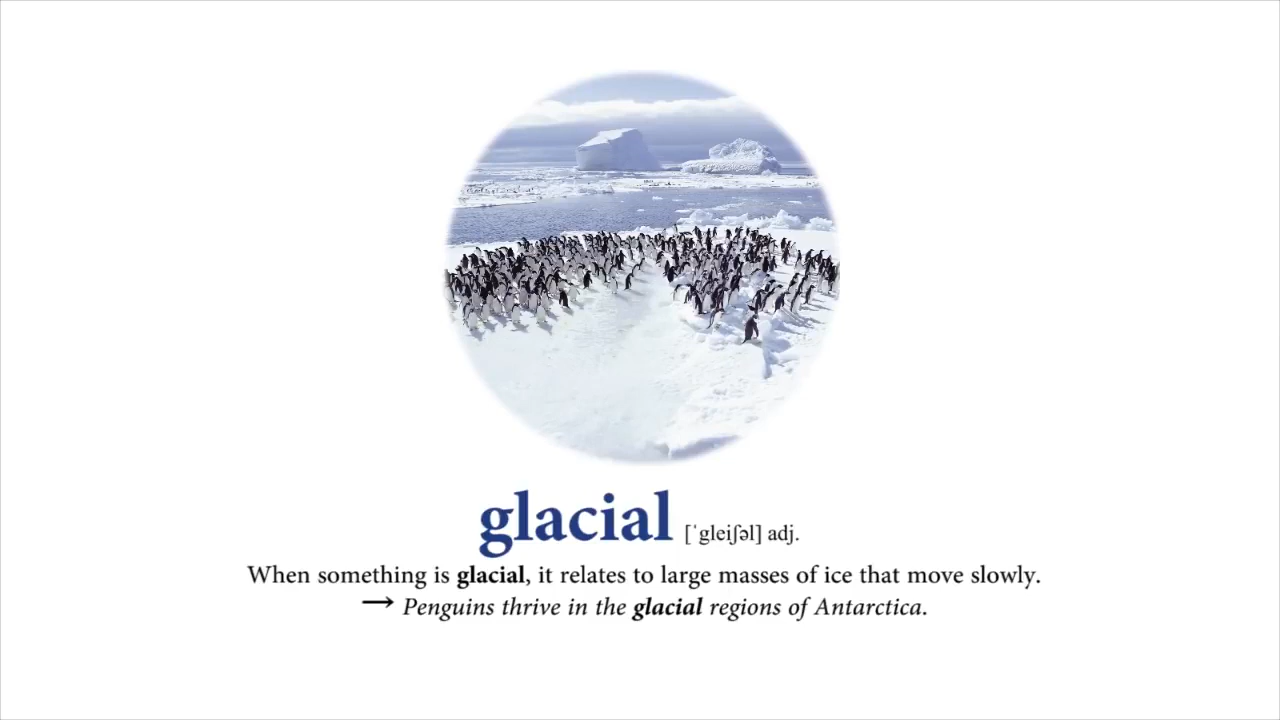 glacial [ˈgleiʃəl] adj.
When something is glacial, it relates to large masses of ice that move slowly.
→ Penguins thrive in the glacial regions of Antarctica.